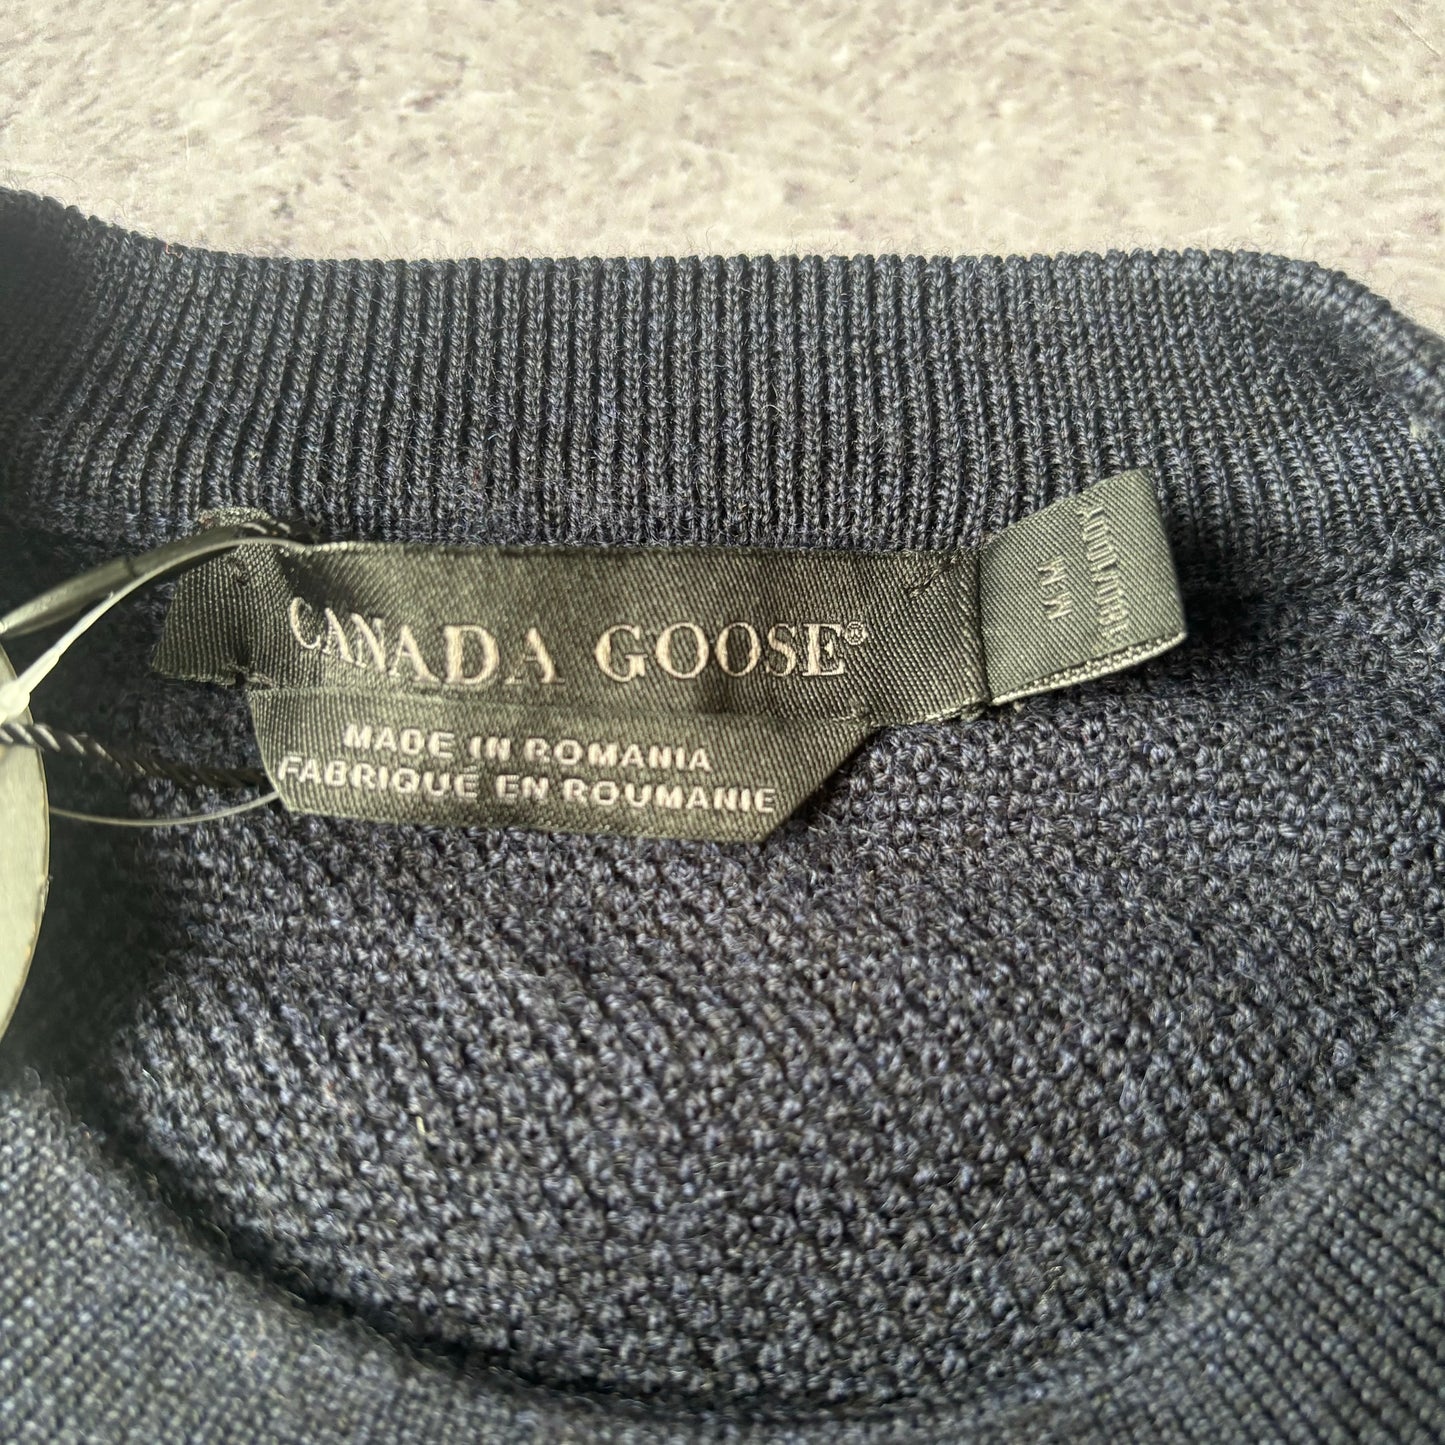 CANADA GOOSE®
MADE IN ROMANIA
FABRIQUÉ EN ROUMANIE
M/M